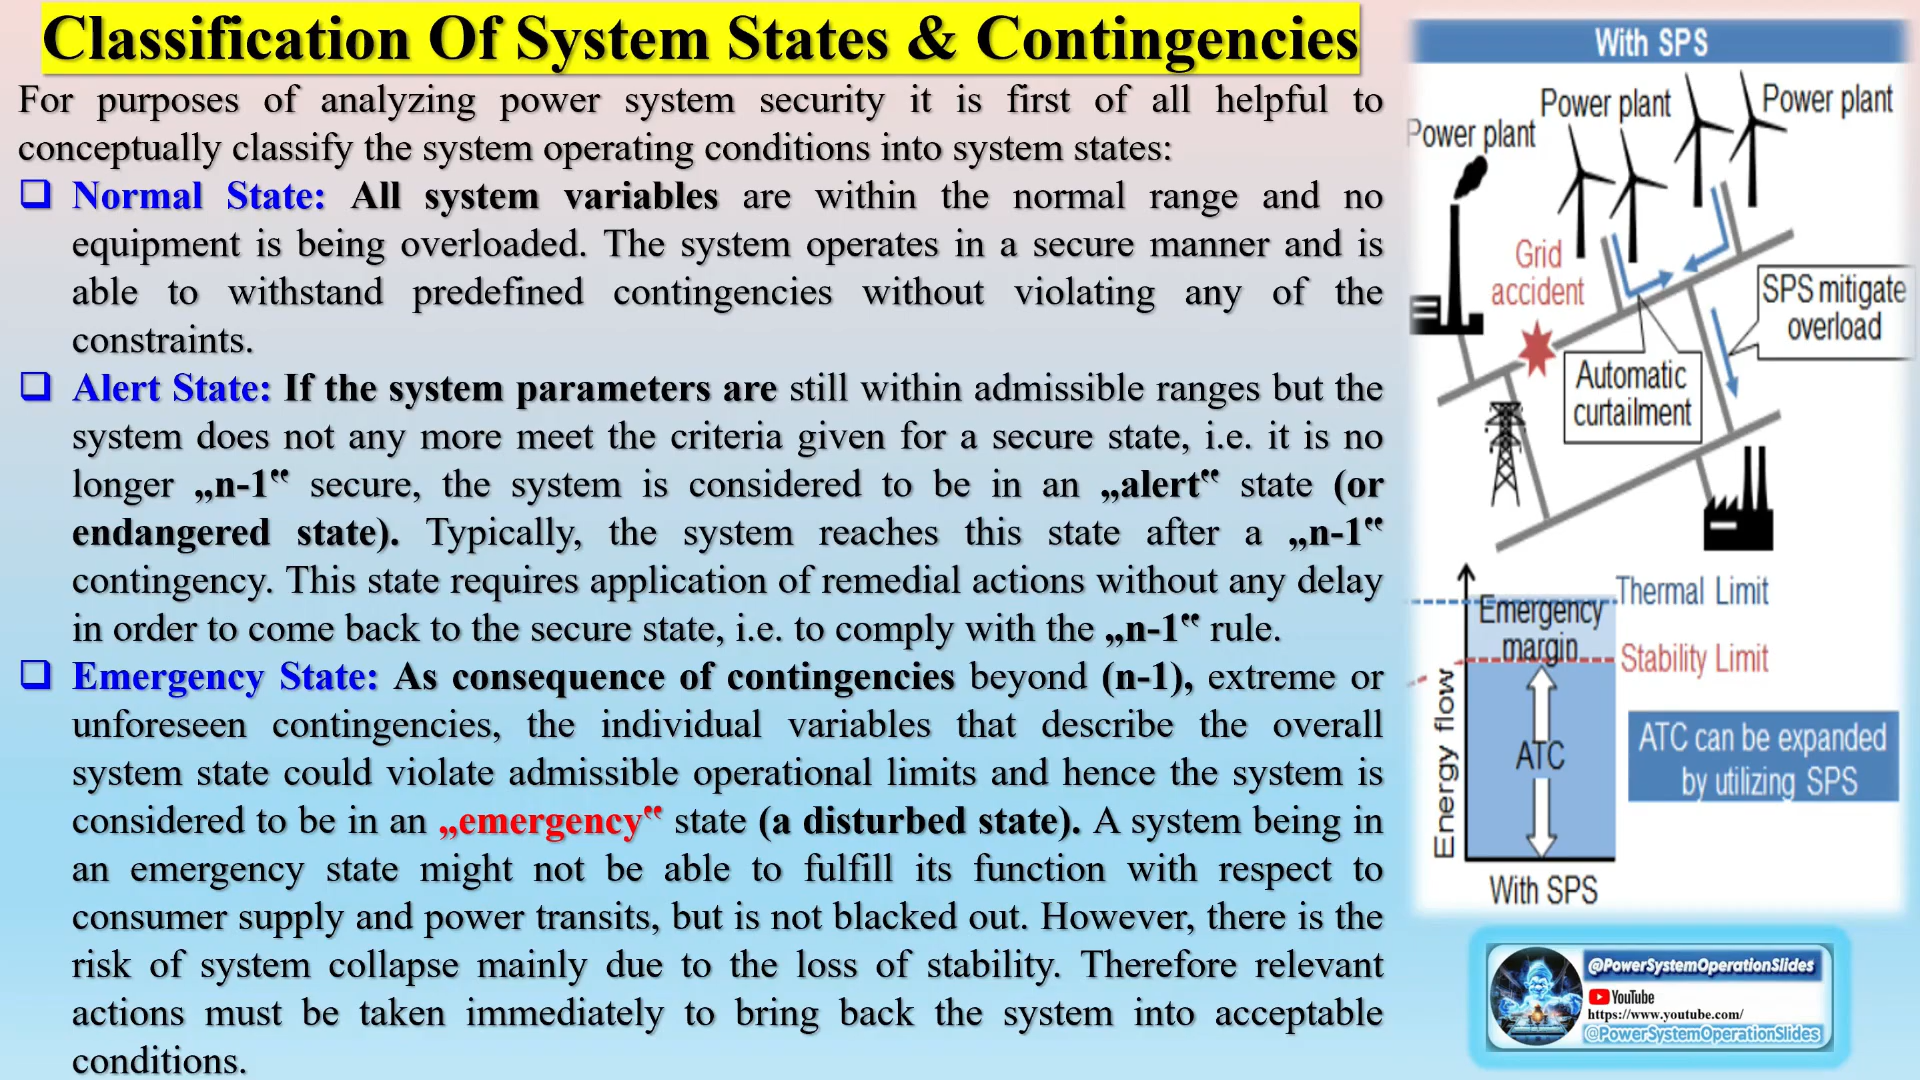 Classification Of System States & Contingencies
For purposes of analyzing power system security it is first of all helpful to
conceptually classify the system operating conditions into system states:
❑ Normal State: All system variables are within the normal range and no
equipment is being overloaded. The system operates in a secure manner and is
able to withstand predefined contingencies without violating any of the
constraints.
❑ Alert State: If the system parameters are still within admissible ranges but the
system does not any more meet the criteria given for a secure state, i.e. it is no
longer „n-1‟ secure, the system is considered to be in an „alert‟ state (or
endangered state). Typically, the system reaches this state after a „n-1‟
contingency. This state requires application of remedial actions without any delay
in order to come back to the secure state, i.e. to comply with the „n-1‟ rule.
❑ Emergency State: As consequence of contingencies beyond (n-1), extreme or
unforeseen contingencies, the individual variables that describe the overall
system state could violate admissible operational limits and hence the system is
considered to be in an „emergency‟ state (a disturbed state). A system being in
an emergency state might not be able to fulfill its function with respect to
consumer supply and power transits, but is not blacked out. However, there is the
risk of system collapse mainly due to the loss of stability. Therefore relevant
actions must be taken immediately to bring back the system into acceptable
conditions.
With SPS
Power plant
Power plant
Power plant
Grid
accident
SPS mitigate
overload
Automatic
curtailment
Thermal Limit
Emergency
margin
Stability Limit
Energy flow
ATC
ATC can be expanded
by utilizing SPS
With SPS
@PowerSystemOperationSlides
YouTube
https://www.youtube.com/
@PowerSystemOperationSlides